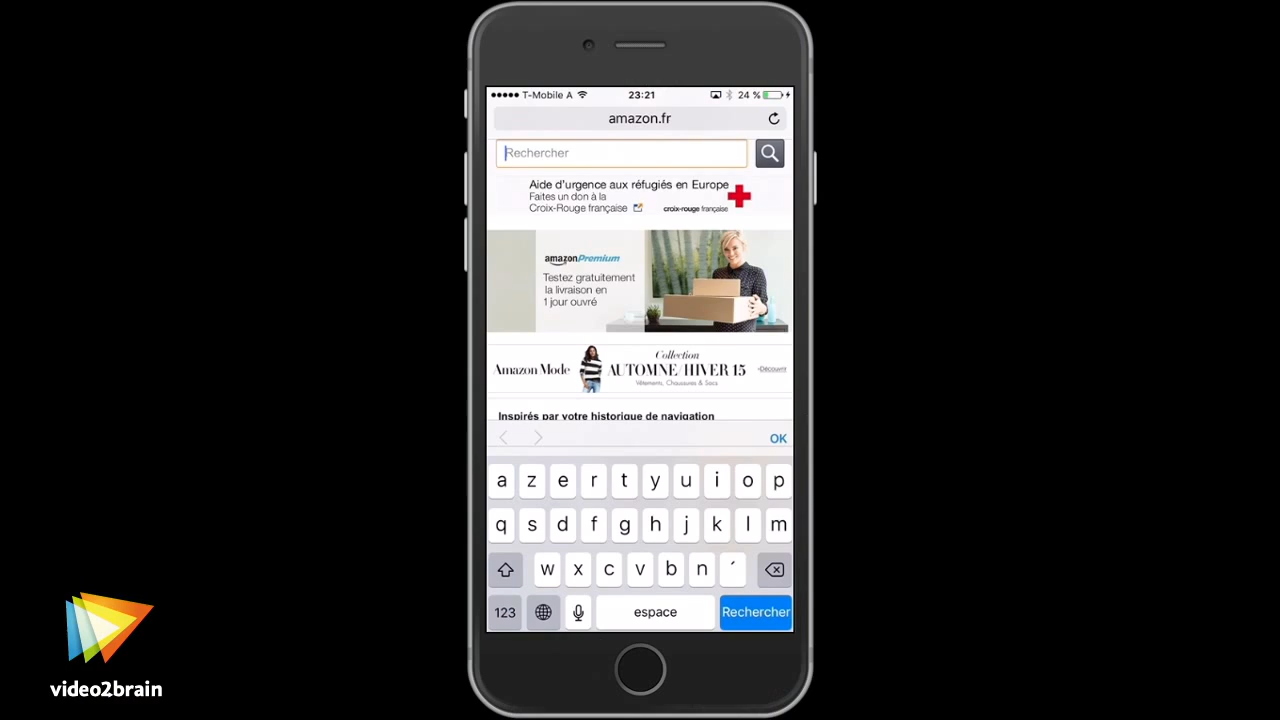 T-Mobile A 23:21 24 %
amazon.fr
Rechercher
Aide d'urgence aux réfugiés en Europe
Faites un don à la
Croix-Rouge française
croix-rouge française
amazonPremium
Testez gratuitement
la livraison en
1 jour ouvré
Collection
Amazon Mode AUTOMNE/HIVER 15 >Découvrir
Vêtements, Chaussures & Sacs
Inspirés par votre historique de navigation
OK
a z e r t y u i o p
q s d f g h j k l m
w x c v b n ´
123 espace Rechercher
video2brain